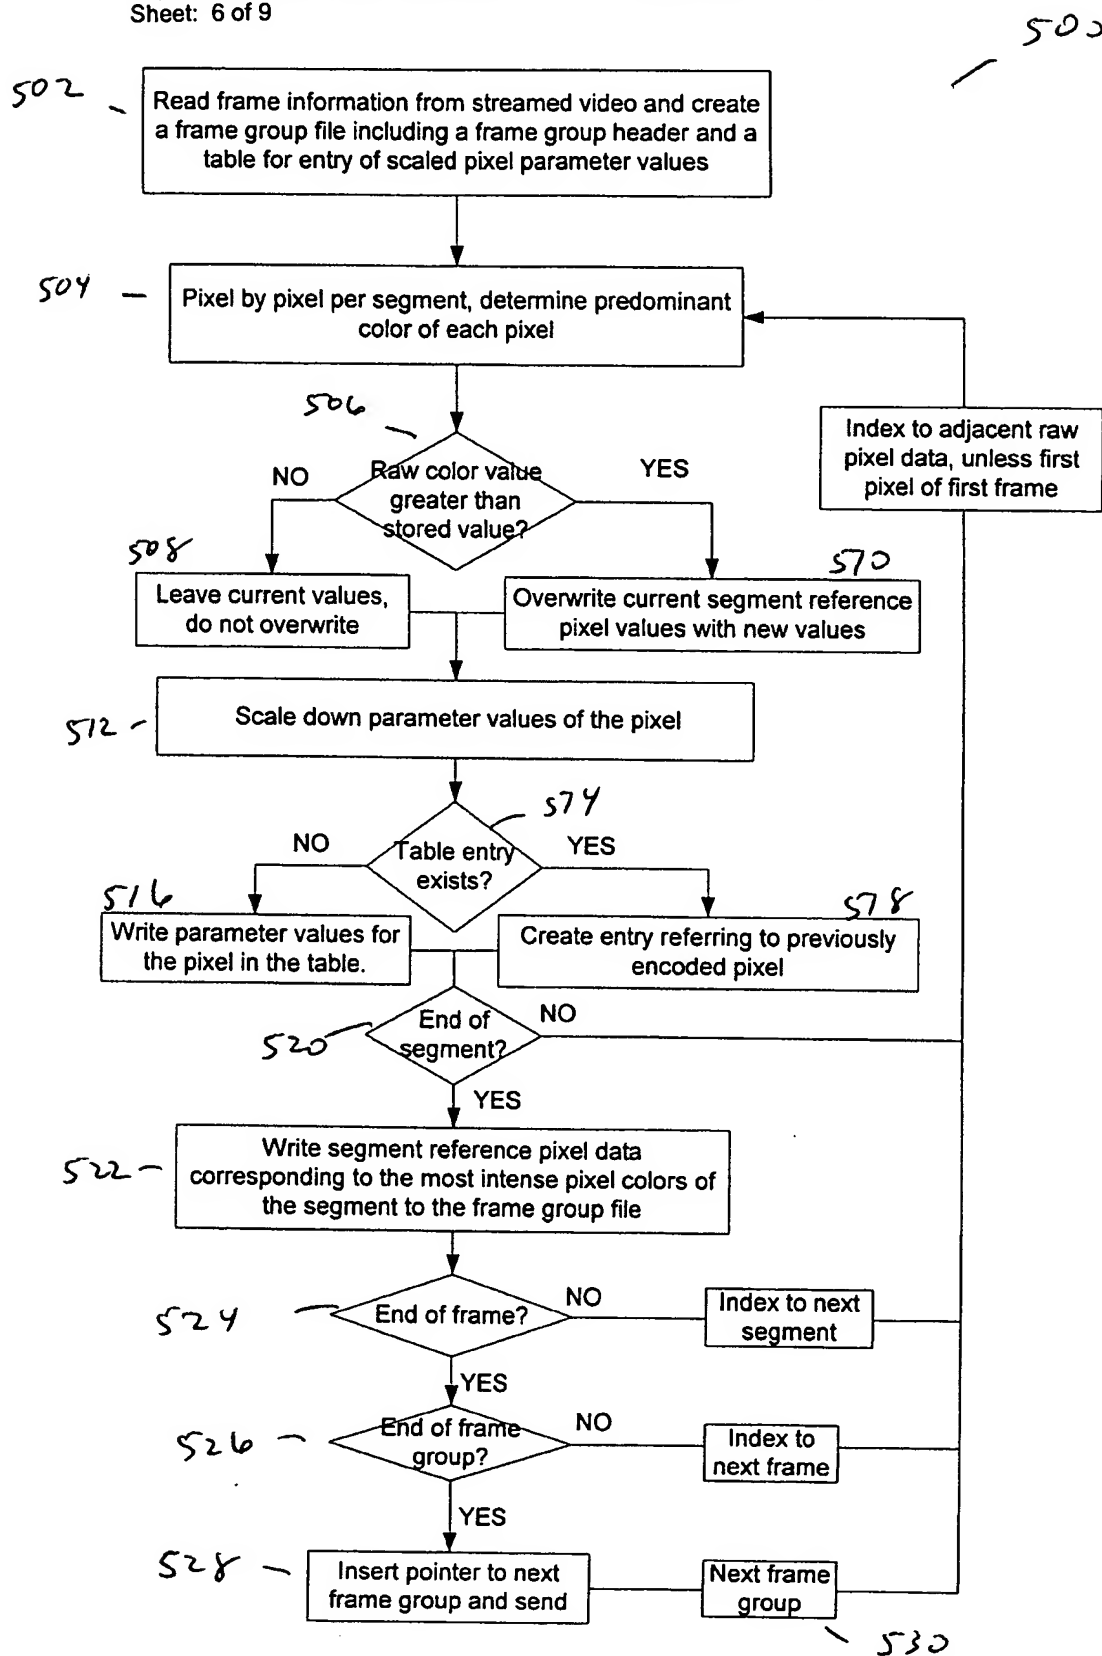 Sheet: 6 of 9
502
Read frame information from streamed video and create
a frame group file including a frame group header and a
table for entry of scaled pixel parameter values
504
Pixel by pixel per segment, determine predominant
color of each pixel
506
Raw color value
greater than
stored value?
NO
YES
Index to adjacent raw
pixel data, unless first
pixel of first frame
508
Leave current values,
do not overwrite
510
Overwrite current segment reference
pixel values with new values
512
Scale down parameter values of the pixel
514
Table entry
exists?
NO
YES
516
Write parameter values for
the pixel in the table.
518
Create entry referring to previously
encoded pixel
520
End of
segment?
NO
YES
522
Write segment reference pixel data
corresponding to the most intense pixel colors of
the segment to the frame group file
524
End of frame?
NO
Index to next
segment
YES
526
End of frame
group?
NO
Index to
next frame
YES
528
Insert pointer to next
frame group and send
Next frame
group
530